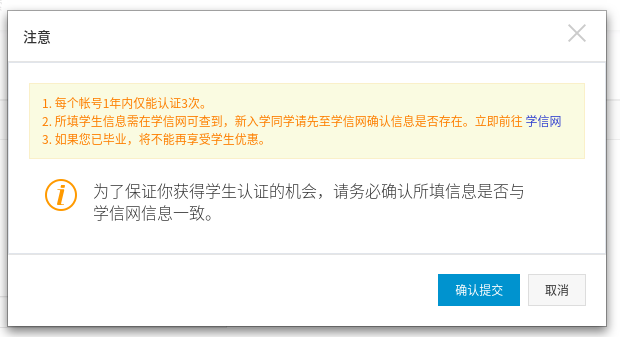 注意
1. 每个帐号1年内仅能认证3次。
2. 所填学生信息需在学信网可查到，新入学同学请先至学信网确认信息是否存在。立即前往 学信网
3. 如果您已毕业，将不能再享受学生优惠。
为了保证你获得学生认证的机会，请务必确认所填信息是否与
学信网信息一致。
确认提交 取消